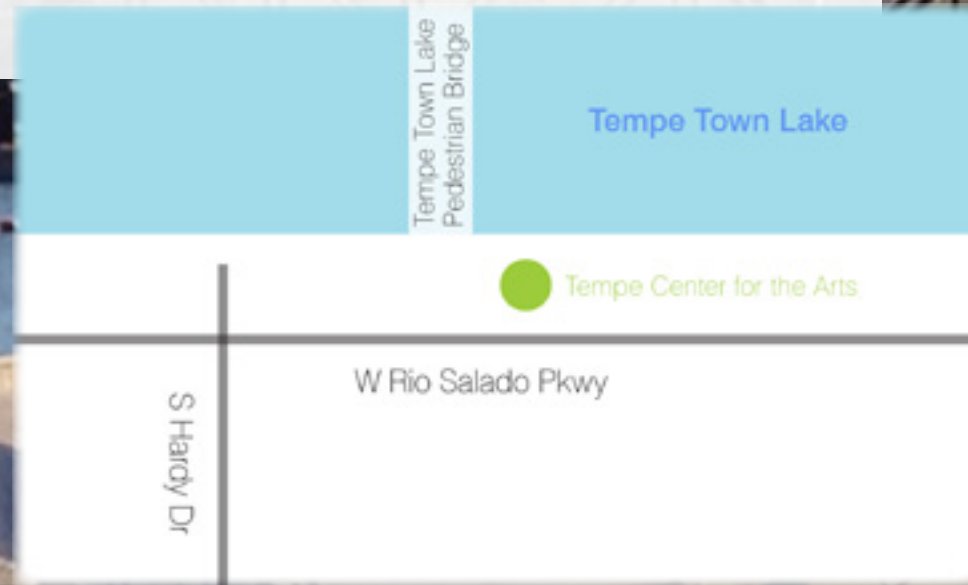 Tempe Town Lake
Pedestrian Bridge
Tempe Town Lake
Tempe Center for the Arts
W Rio Salado Pkwy
S Hardy Dr